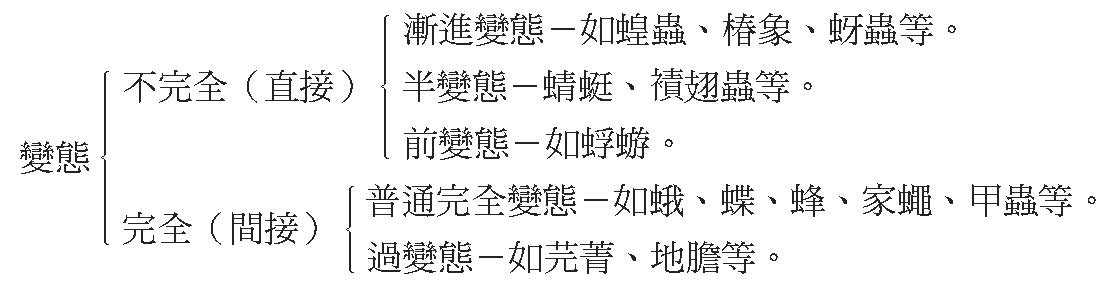 漸進變態－如蝗蟲、椿象、蚜蟲等。
不完全（直接）
半變態－蜻蜓、襀翅蟲等。
前變態－如蜉蝣。
變態
普通完全變態－如蛾、蝶、蜂、家蠅、甲蟲等。
完全（間接）
過變態－如芫菁、地膽等。